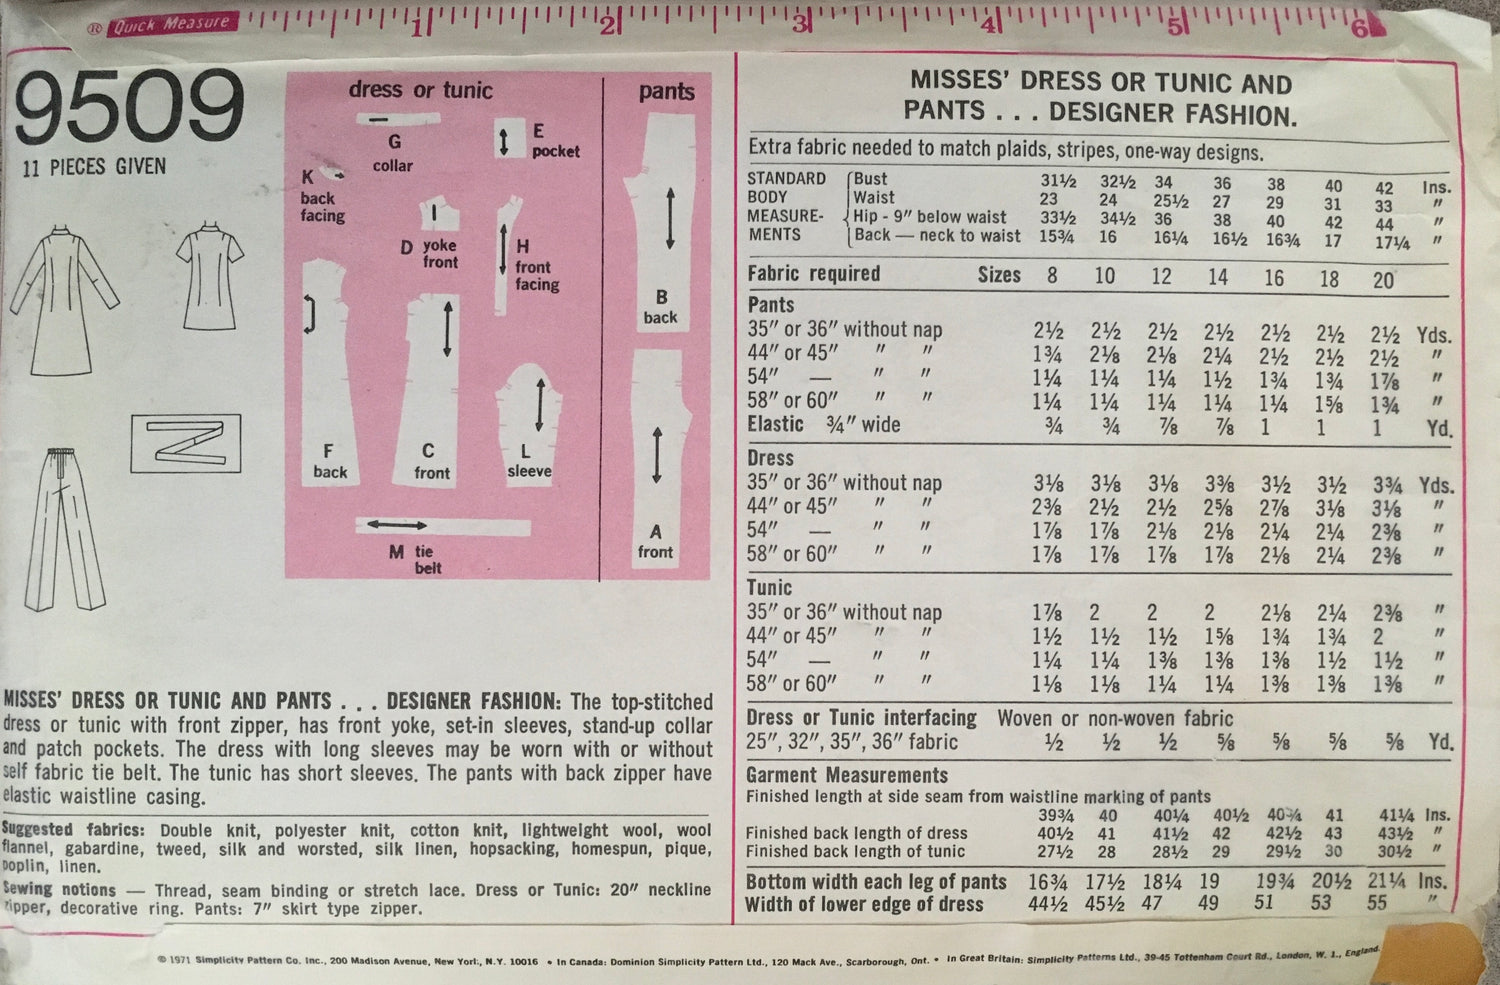 ® Quick Measure 1 2 3 4 5 6
9509
11 PIECES GIVEN
dress or tunic
pants
G
collar
E
pocket
K
back
facing
D yoke
front
H
front
facing
B
back
F
back
C
front
L
sleeve
A
front
M tie
belt
MISSES' DRESS OR TUNIC AND PANTS . . . DESIGNER FASHION: The top-stitched
dress or tunic with front zipper, has front yoke, set-in sleeves, stand-up collar
and patch pockets. The dress with long sleeves may be worn with or without
self fabric tie belt. The tunic has short sleeves. The pants with back zipper have
elastic waistline casing.
Suggested fabrics: Double knit, polyester knit, cotton knit, lightweight wool, wool
flannel, gabardine, tweed, silk and worsted, silk linen, hopsacking, homespun, pique,
poplin, linen.
Sewing notions — Thread, seam binding or stretch lace. Dress or Tunic: 20" neckline
zipper, decorative ring. Pants: 7" skirt type zipper.
MISSES' DRESS OR TUNIC AND
PANTS . . . DESIGNER FASHION.
Extra fabric needed to match plaids, stripes, one-way designs.
STANDARD Bust 31½ 32½ 34 36 38 40 42 Ins.
BODY Waist 23 24 25½ 27 29 31 33 "
MEASURE- Hip - 9" below waist 33½ 34½ 36 38 40 42 44 "
MENTS Back — neck to waist 15¾ 16 16¼ 16½ 16¾ 17 17¼ "
Fabric required Sizes 8 10 12 14 16 18 20
Pants
35" or 36" without nap 2½ 2½ 2½ 2½ 2½ 2½ 2½ Yds.
44" or 45" " " 1¾ 2⅛ 2⅛ 2¼ 2½ 2½ 2½ "
54" — " " 1¼ 1¼ 1¼ 1½ 1¾ 1¾ 1⅞ "
58" or 60" " " 1¼ 1¼ 1¼ 1¼ 1¼ 1⅝ 1¾ "
Elastic ¾" wide ¾ ¾ ⅞ ⅞ 1 1 1 Yd.
Dress
35" or 36" without nap 3⅛ 3⅛ 3⅛ 3⅜ 3½ 3½ 3¾ Yds.
44" or 45" " " 2⅜ 2½ 2½ 2⅝ 2⅞ 3⅛ 3⅛ "
54" — " " 1⅞ 1⅞ 2⅛ 2⅛ 2¼ 2¼ 2⅜ "
58" or 60" " " 1⅞ 1⅞ 1⅞ 1⅞ 2⅛ 2¼ 2⅜ "
Tunic
35" or 36" without nap 1⅞ 2 2 2 2⅛ 2¼ 2⅜ "
44" or 45" " " 1½ 1½ 1½ 1⅝ 1¾ 1¾ 2 "
54" — " " 1¼ 1¼ 1⅜ 1⅜ 1⅜ 1½ 1½ "
58" or 60" " " 1⅛ 1⅛ 1¼ 1¼ 1⅜ 1⅜ 1⅜ "
Dress or Tunic interfacing Woven or non-woven fabric
25", 32", 35", 36" fabric ½ ½ ½ ⅝ ⅝ ⅝ ⅝ Yd.
Garment Measurements
Finished length at side seam from waistline marking of pants
39¾ 40 40¼ 40½ 40¾ 41 41¼ Ins.
Finished back length of dress 40½ 41 41½ 42 42½ 43 43½ "
Finished back length of tunic 27½ 28 28½ 29 29½ 30 30½ "
Bottom width each leg of pants 16¾ 17½ 18¼ 19 19¾ 20½ 21¼ Ins.
Width of lower edge of dress 44½ 45½ 47 49 51 53 55 "
© 1971 Simplicity Pattern Co. Inc., 200 Madison Avenue, New York, N.Y. 10016 • In Canada: Dominion Simplicity Pattern Ltd., 120 Mack Ave., Scarborough, Ont. • In Great Britain: Simplicity Patterns Ltd., 39-45 Tottenham Court Rd., London, W. 1., England.